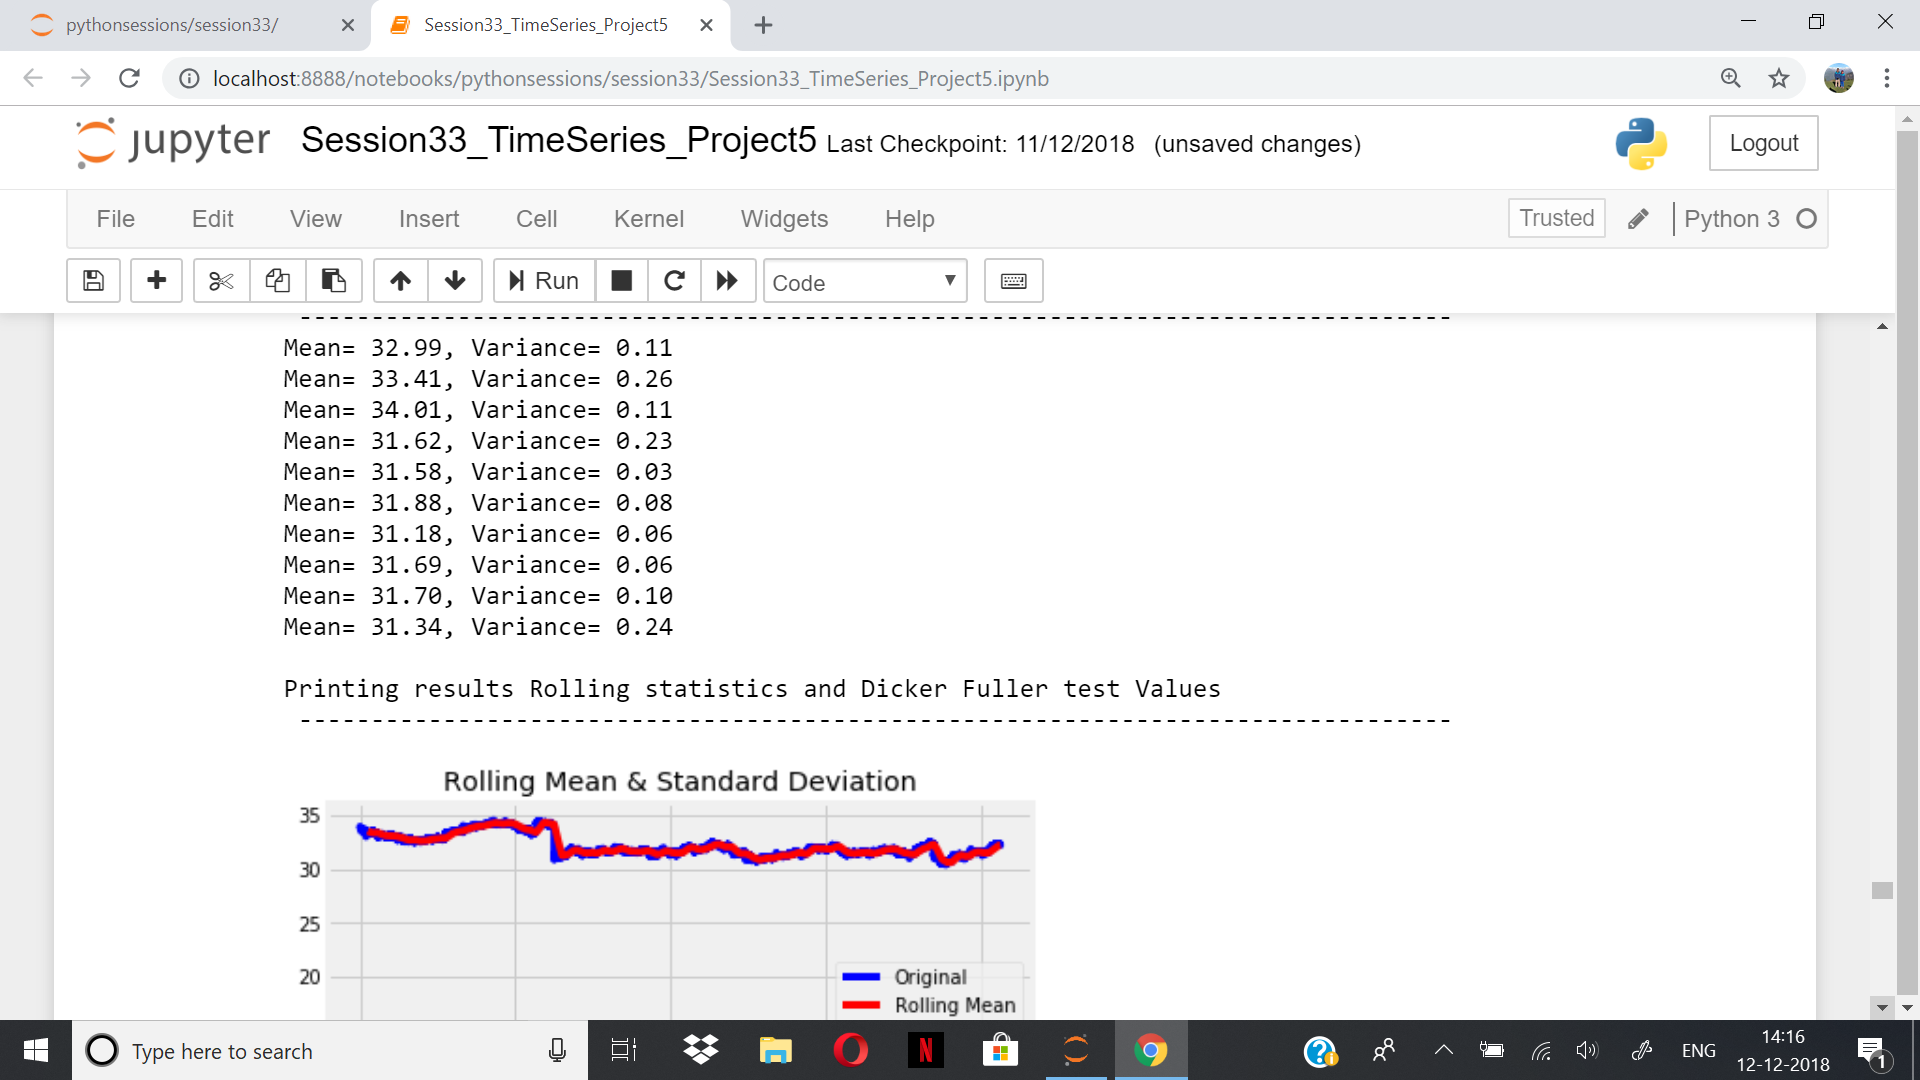 pythonsessions/session33/
Session33_TimeSeries_Project5
localhost:8888/notebooks/pythonsessions/session33/Session33_TimeSeries_Project5.ipynb
jupyter Session33_TimeSeries_Project5 Last Checkpoint: 11/12/2018 (unsaved changes)
Logout
File Edit View Insert Cell Kernel Widgets Help
Trusted
Python 3
Run
Code
--------------------------------------------------------------------------------
Mean= 32.99, Variance= 0.11
Mean= 33.41, Variance= 0.26
Mean= 34.01, Variance= 0.11
Mean= 31.62, Variance= 0.23
Mean= 31.58, Variance= 0.03
Mean= 31.88, Variance= 0.08
Mean= 31.18, Variance= 0.06
Mean= 31.69, Variance= 0.06
Mean= 31.70, Variance= 0.10
Mean= 31.34, Variance= 0.24
Printing results Rolling statistics and Dicker Fuller test Values
--------------------------------------------------------------------------------
Rolling Mean & Standard Deviation
35
30
25
20
Original
Rolling Mean
Type here to search
N
ENG
14:16
12-12-2018
1